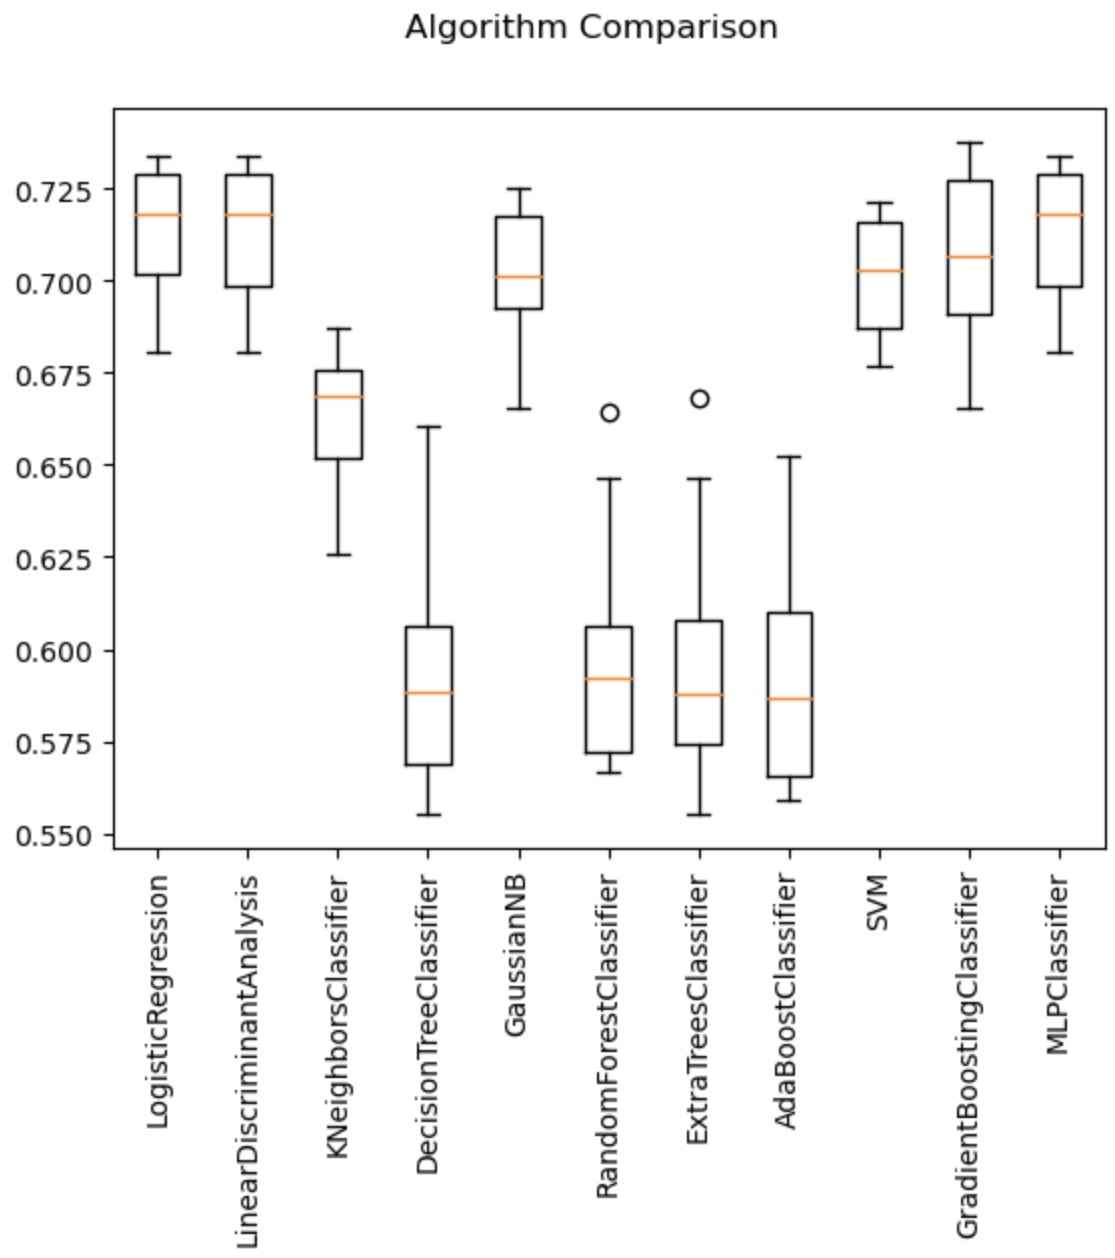 Algorithm Comparison
0.725
0.700
0.675
0.650
0.625
0.600
0.575
0.550
LogisticRegression
LinearDiscriminantAnalysis
KNeighborsClassifier
DecisionTreeClassifier
GaussianNB
RandomForestClassifier
ExtraTreesClassifier
AdaBoostClassifier
SVM
GradientBoostingClassifier
MLPClassifier